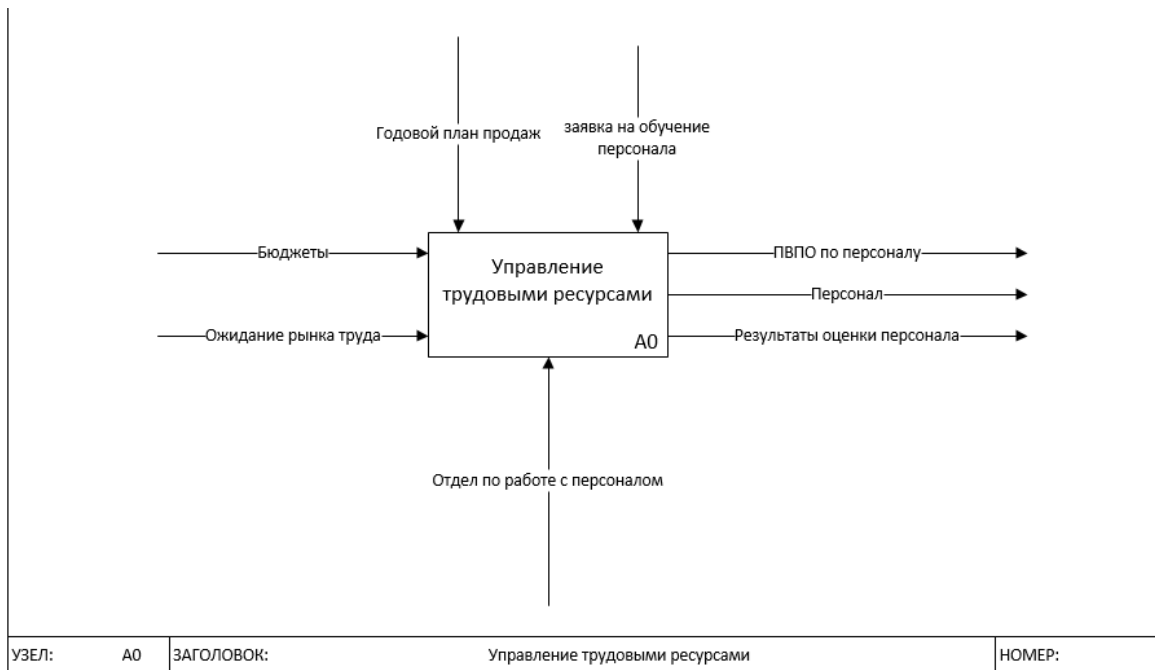 Годовой план продаж
заявка на обучение
персонала
Бюджеты
Ожидание рынка труда
Управление
трудовыми ресурсами
А0
ПВПО по персоналу
Персонал
Результаты оценки персонала
Отдел по работе с персоналом
УЗЕЛ: А0 ЗАГОЛОВОК: Управление трудовыми ресурсами НОМЕР: